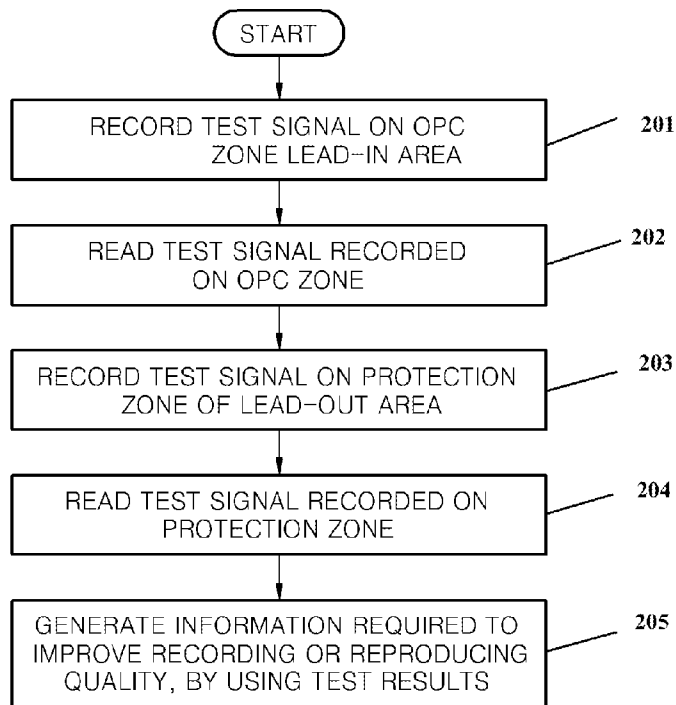 START
RECORD TEST SIGNAL ON OPC
ZONE LEAD-IN AREA
201
READ TEST SIGNAL RECORDED
ON OPC ZONE
202
RECORD TEST SIGNAL ON PROTECTION
ZONE OF LEAD-OUT AREA
203
READ TEST SIGNAL RECORDED ON
PROTECTION ZONE
204
GENERATE INFORMATION REQUIRED TO
IMPROVE RECORDING OR REPRODUCING
QUALITY, BY USING TEST RESULTS
205